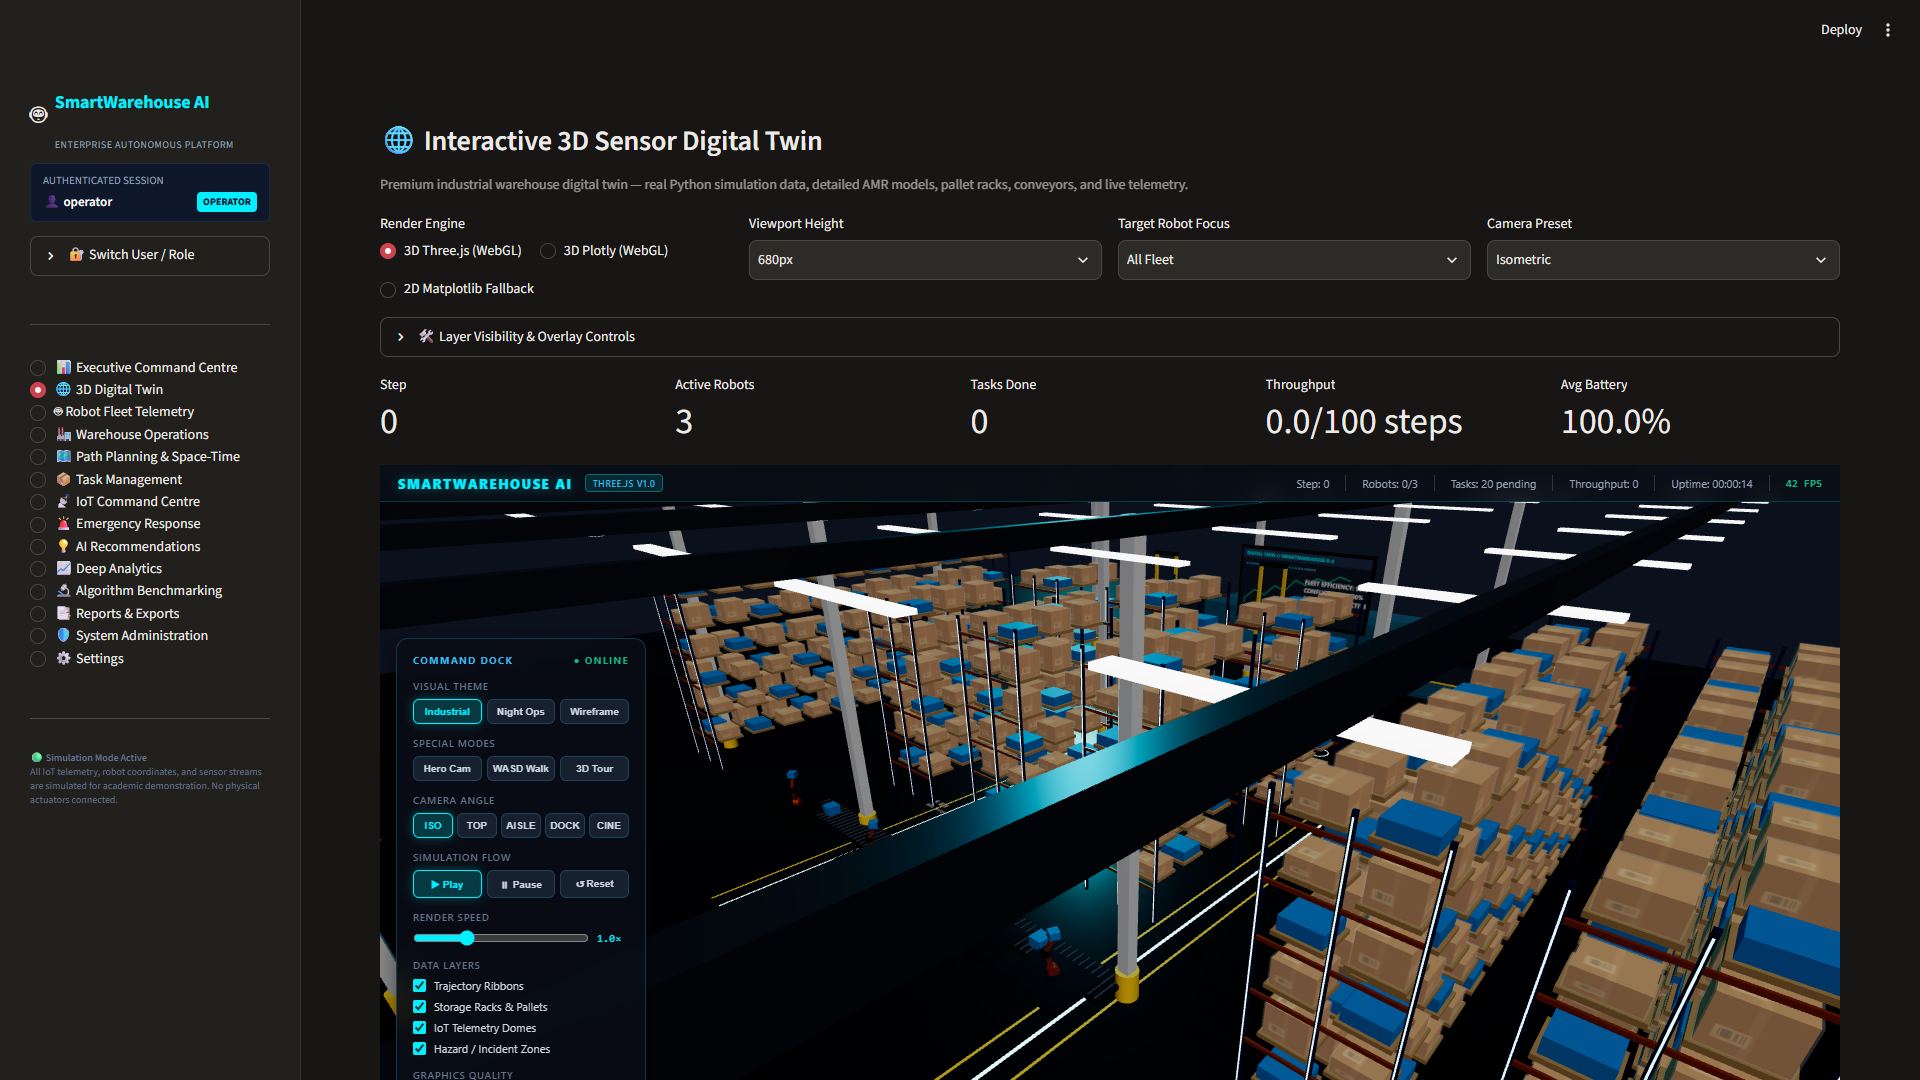 Deploy
SmartWarehouse AI
ENTERPRISE AUTONOMOUS PLATFORM
AUTHENTICATED SESSION
operator
OPERATOR
Switch User / Role
Executive Command Centre
3D Digital Twin
Robot Fleet Telemetry
Warehouse Operations
Path Planning & Space-Time
Task Management
IoT Command Centre
Emergency Response
AI Recommendations
Deep Analytics
Algorithm Benchmarking
Reports & Exports
System Administration
Settings
Simulation Mode Active
All IoT telemetry, robot coordinates, and sensor streams
are simulated for academic demonstration. No physical
actuators connected.
Interactive 3D Sensor Digital Twin
Premium industrial warehouse digital twin — real Python simulation data, detailed AMR models, pallet racks, conveyors, and live telemetry.
Render Engine
3D Three.js (WebGL)
3D Plotly (WebGL)
2D Matplotlib Fallback
Viewport Height
680px
Target Robot Focus
All Fleet
Camera Preset
Isometric
Layer Visibility & Overlay Controls
Step
0
Active Robots
3
Tasks Done
0
Throughput
0.0/100 steps
Avg Battery
100.0%
SMARTWAREHOUSE AI
THREE.JS V1.0
Step: 0
Robots: 0/3
Tasks: 20 pending
Throughput: 0
Uptime: 00:00:14
42 FPS
FLEET EFFICIENCY:
COMMAND DOCK
• ONLINE
VISUAL THEME
Industrial
Night Ops
Wireframe
SPECIAL MODES
Hero Cam
WASD Walk
3D Tour
CAMERA ANGLE
ISO
TOP
AISLE
DOCK
CINE
SIMULATION FLOW
▶ Play
⏸ Pause
↺ Reset
RENDER SPEED
1.0×
DATA LAYERS
Trajectory Ribbons
Storage Racks & Pallets
IoT Telemetry Domes
Hazard / Incident Zones
GRAPHICS QUALITY